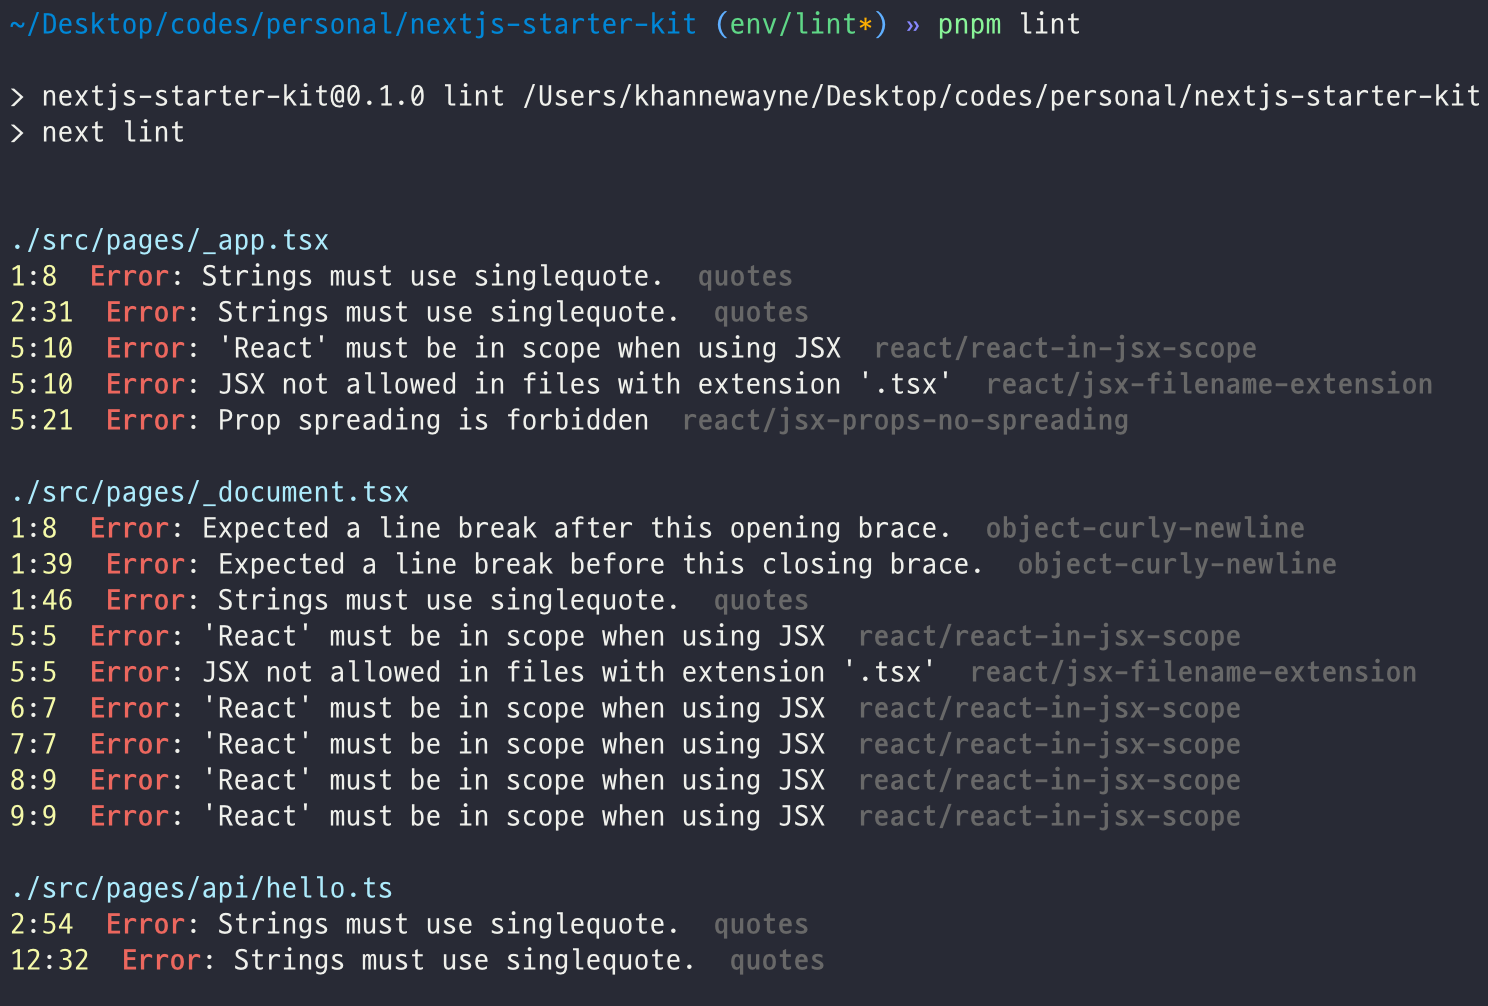 ~/Desktop/codes/personal/nextjs-starter-kit (env/lint*) » pnpm lint
> nextjs-starter-kit@0.1.0 lint /Users/khannewayne/Desktop/codes/personal/nextjs-starter-kit
> next lint
./src/pages/_app.tsx
1:8  Error: Strings must use singlequote.  quotes
2:31  Error: Strings must use singlequote.  quotes
5:10  Error: 'React' must be in scope when using JSX  react/react-in-jsx-scope
5:10  Error: JSX not allowed in files with extension '.tsx'  react/jsx-filename-extension
5:21  Error: Prop spreading is forbidden  react/jsx-props-no-spreading
./src/pages/_document.tsx
1:8  Error: Expected a line break after this opening brace.  object-curly-newline
1:39  Error: Expected a line break before this closing brace.  object-curly-newline
1:46  Error: Strings must use singlequote.  quotes
5:5  Error: 'React' must be in scope when using JSX  react/react-in-jsx-scope
5:5  Error: JSX not allowed in files with extension '.tsx'  react/jsx-filename-extension
6:7  Error: 'React' must be in scope when using JSX  react/react-in-jsx-scope
7:7  Error: 'React' must be in scope when using JSX  react/react-in-jsx-scope
8:9  Error: 'React' must be in scope when using JSX  react/react-in-jsx-scope
9:9  Error: 'React' must be in scope when using JSX  react/react-in-jsx-scope
./src/pages/api/hello.ts
2:54  Error: Strings must use singlequote.  quotes
12:32  Error: Strings must use singlequote.  quotes